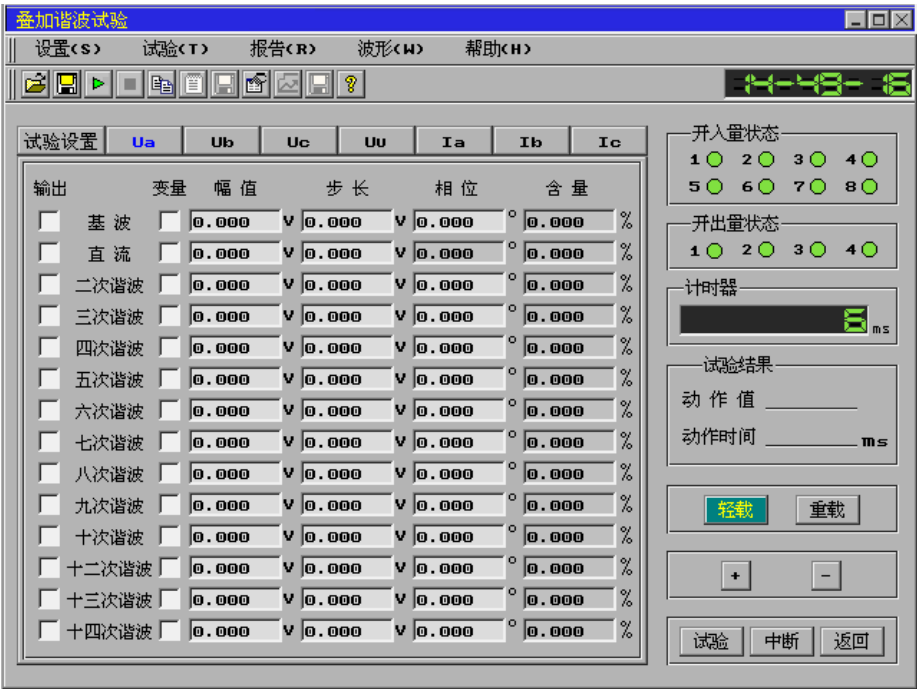 叠加谐波试验
设置(S) 试验(T) 报告(R) 波形(W) 帮助(H)
14-49-16
试验设置 Ua Ub Uc Uu Ia Ib Ic
输出 变量 幅值 步长 相位 含量
基波 0.000 V 0.000 V 0.000 ° 0.000 %
直流 0.000 V 0.000 V 0.000 ° 0.000 %
二次谐波 0.000 V 0.000 V 0.000 ° 0.000 %
三次谐波 0.000 V 0.000 V 0.000 ° 0.000 %
四次谐波 0.000 V 0.000 V 0.000 ° 0.000 %
五次谐波 0.000 V 0.000 V 0.000 ° 0.000 %
六次谐波 0.000 V 0.000 V 0.000 ° 0.000 %
七次谐波 0.000 V 0.000 V 0.000 ° 0.000 %
八次谐波 0.000 V 0.000 V 0.000 ° 0.000 %
九次谐波 0.000 V 0.000 V 0.000 ° 0.000 %
十次谐波 0.000 V 0.000 V 0.000 ° 0.000 %
十二次谐波 0.000 V 0.000 V 0.000 ° 0.000 %
十三次谐波 0.000 V 0.000 V 0.000 ° 0.000 %
十四次谐波 0.000 V 0.000 V 0.000 ° 0.000 %
开入量状态
1 2 3 4
5 6 7 8
开出量状态
1 2 3 4
计时器
6 ms
试验结果
动作值
动作时间 ms
轻载 重载
+ -
试验 中断 返回